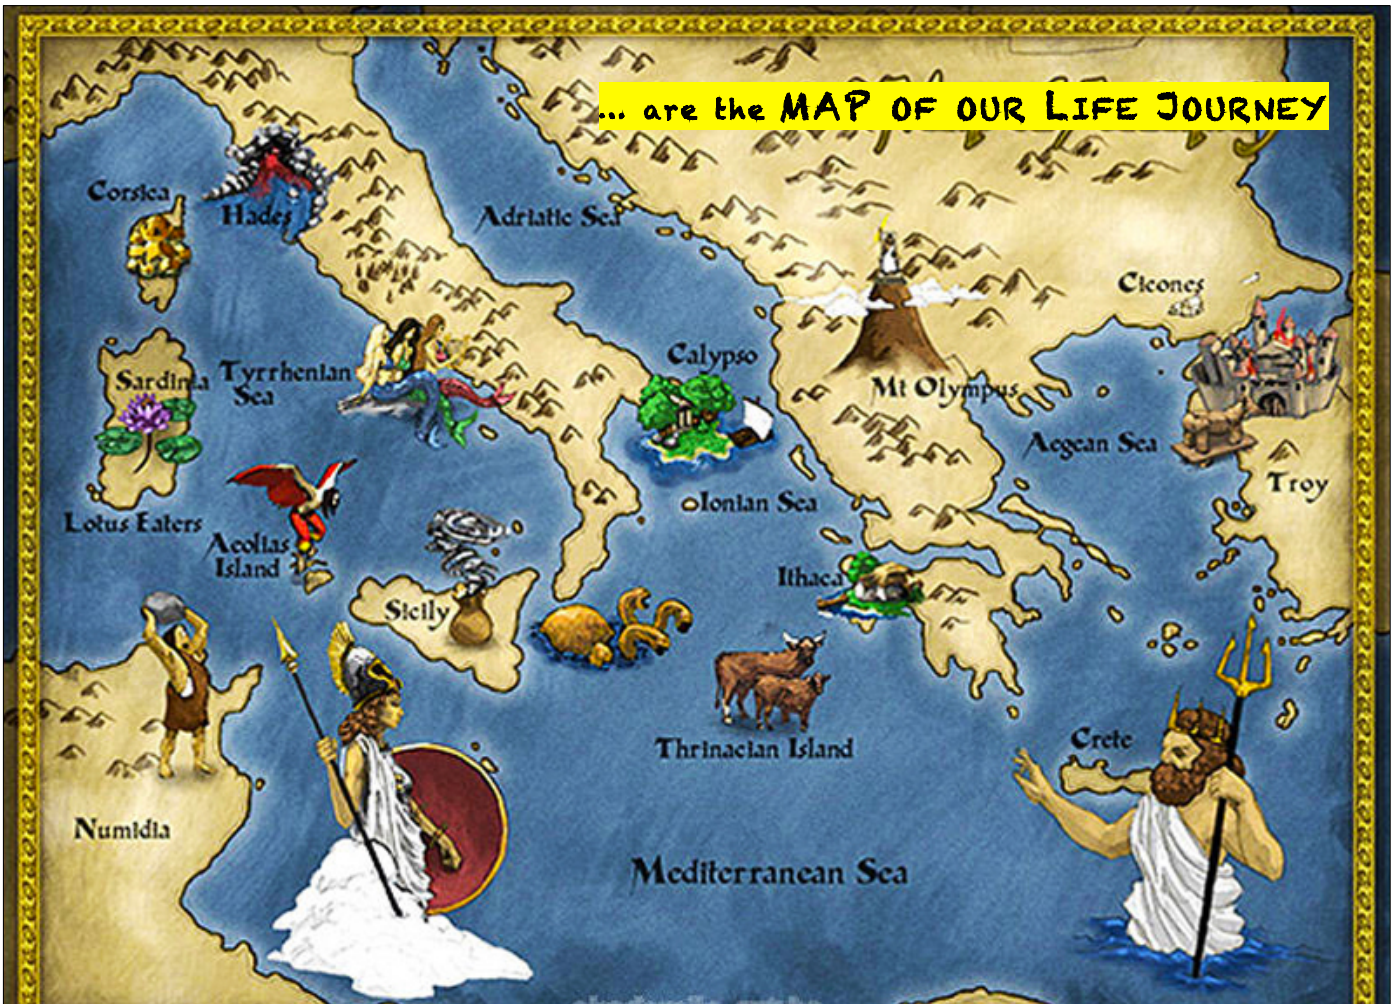 ... are the MAP OF OUR LIFE JOURNEY
Corsica
Hades
Adriatic Sea
Cicones
Calypso
Sardinia
Tyrrhenian
Sea
Mt Olympus
Aegean Sea
Troy
Lotus Eaters
Ionian Sea
Aeolias
Island
Ithaca
Sicily
Thrinacian Island
Crete
Numidia
Mediterranean Sea